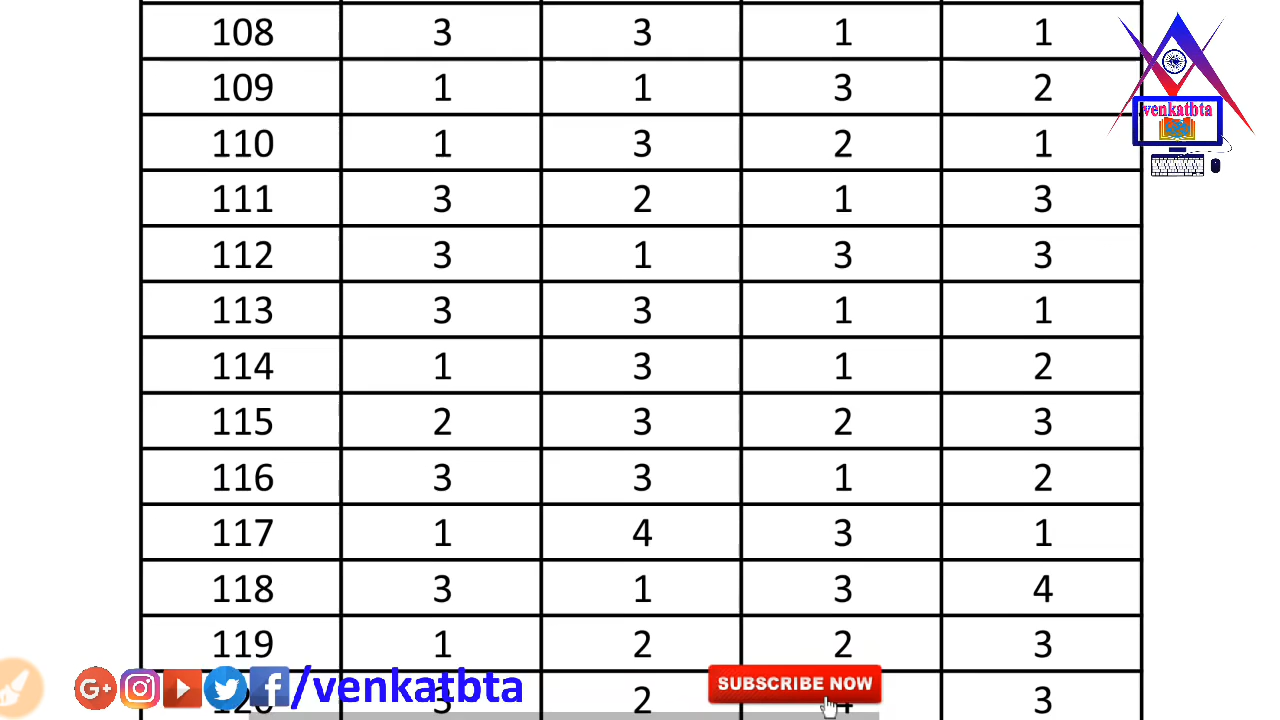 108 3 3 1 1
109 1 1 3 2
110 1 3 2 1
111 3 2 1 3
112 3 1 3 3
113 3 3 1 1
114 1 3 1 2
115 2 3 2 3
116 3 3 1 2
117 1 4 3 1
118 3 1 3 4
119 1 2 2 3
120 3 2 4 3
venkatbta
/venkatbta
SUBSCRIBE NOW